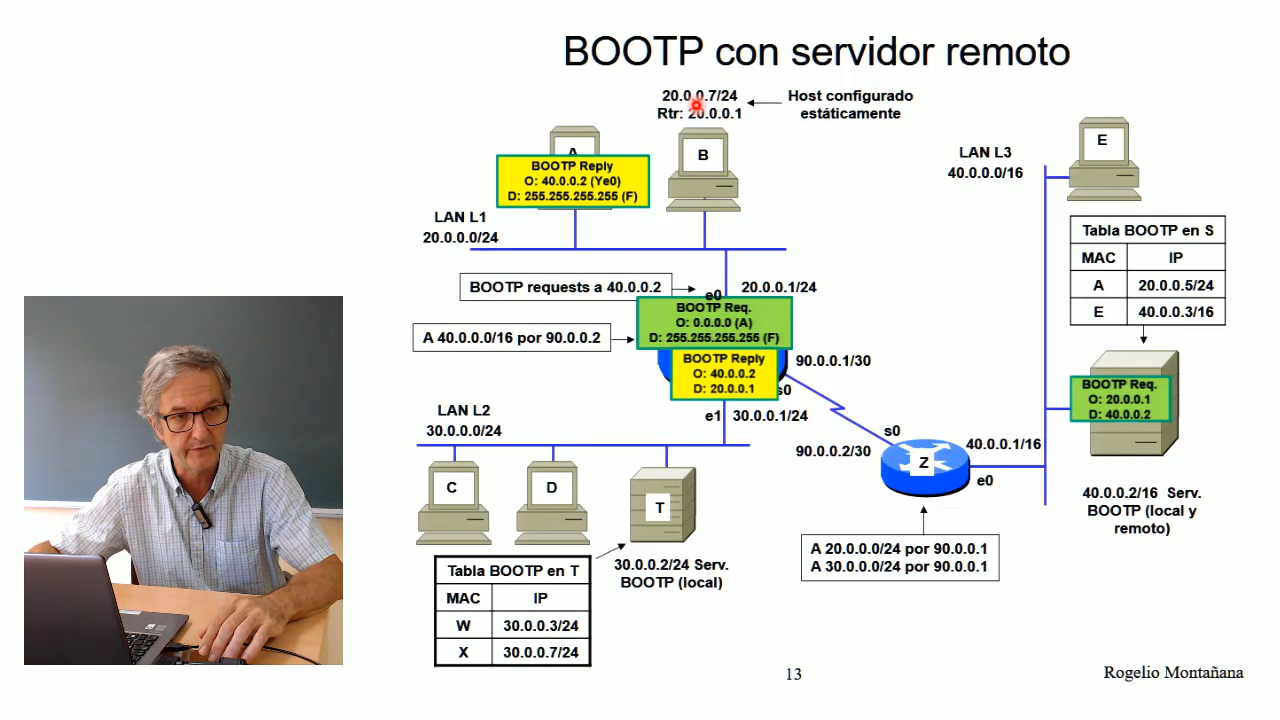 BOOTP con servidor remoto
20.0.0.7/24
Rtr: 20.0.0.1
Host configurado
estáticamente
A
B
BOOTP Reply
O: 40.0.0.2 (Ye0)
D: 255.255.255.255 (F)
LAN L1
20.0.0.0/24
LAN L3
40.0.0.0/16
E
Tabla BOOTP en S
MAC IP
A 20.0.0.5/24
E 40.0.0.3/16
BOOTP requests a 40.0.0.2
e0
20.0.0.1/24
BOOTP Req.
O: 0.0.0.0 (A)
D: 255.255.255.255 (F)
A 40.0.0.0/16 por 90.0.0.2
BOOTP Reply
O: 40.0.0.2
D: 20.0.0.1
90.0.0.1/30
s0
e1
30.0.0.1/24
BOOTP Req.
O: 20.0.0.1
D: 40.0.0.2
LAN L2
30.0.0.0/24
s0
90.0.0.2/30
Z
40.0.0.1/16
e0
C
D
T
40.0.0.2/16 Serv.
BOOTP (local y
remoto)
A 20.0.0.0/24 por 90.0.0.1
A 30.0.0.0/24 por 90.0.0.1
30.0.0.2/24 Serv.
BOOTP (local)
Tabla BOOTP en T
MAC IP
W 30.0.0.3/24
X 30.0.0.7/24
13
Rogelio Montañana